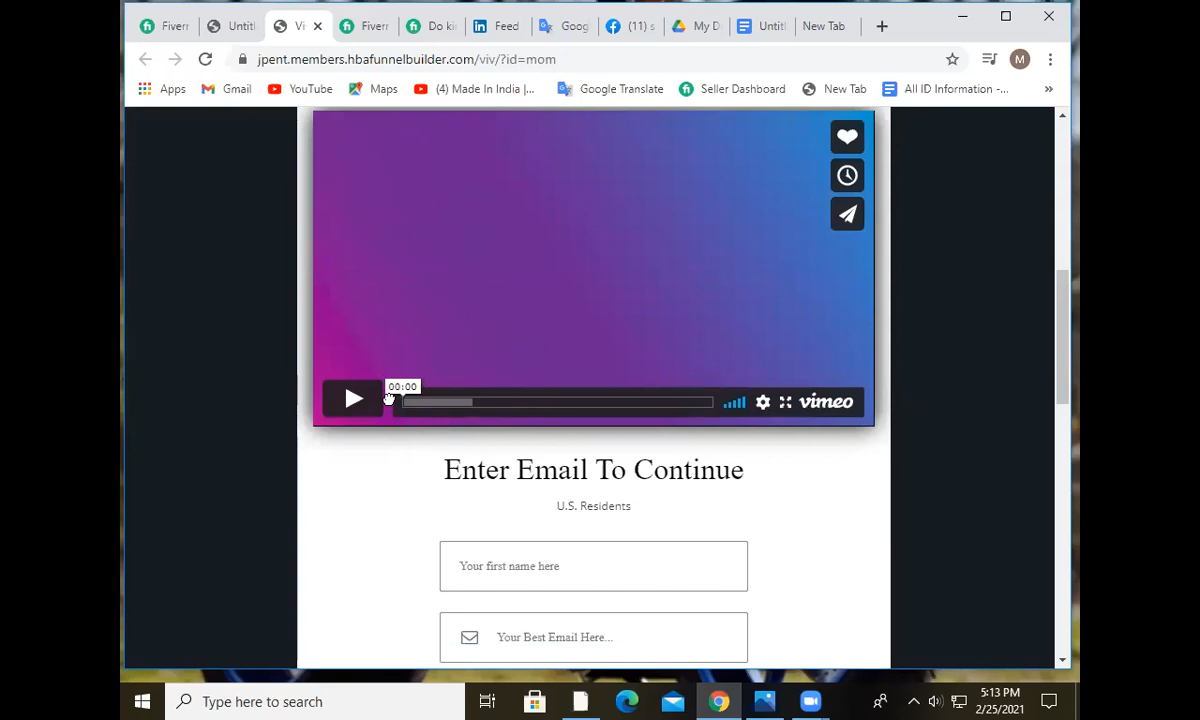 Fiverr
Untitl
Vi
Fiverr
Do ki
Feed
Goog
(11) s
My D
Untitl
New Tab
jpent.members.hbafunnelbuilder.com/viv/?id=mom
M
Apps
Gmail
YouTube
Maps
(4) Made In India |...
Google Translate
Seller Dashboard
New Tab
All ID Information -...
»
00:00
vimeo
Enter Email To Continue
U.S. Residents
Your first name here
Your Best Email Here...
Type here to search
5:13 PM
2/25/2021